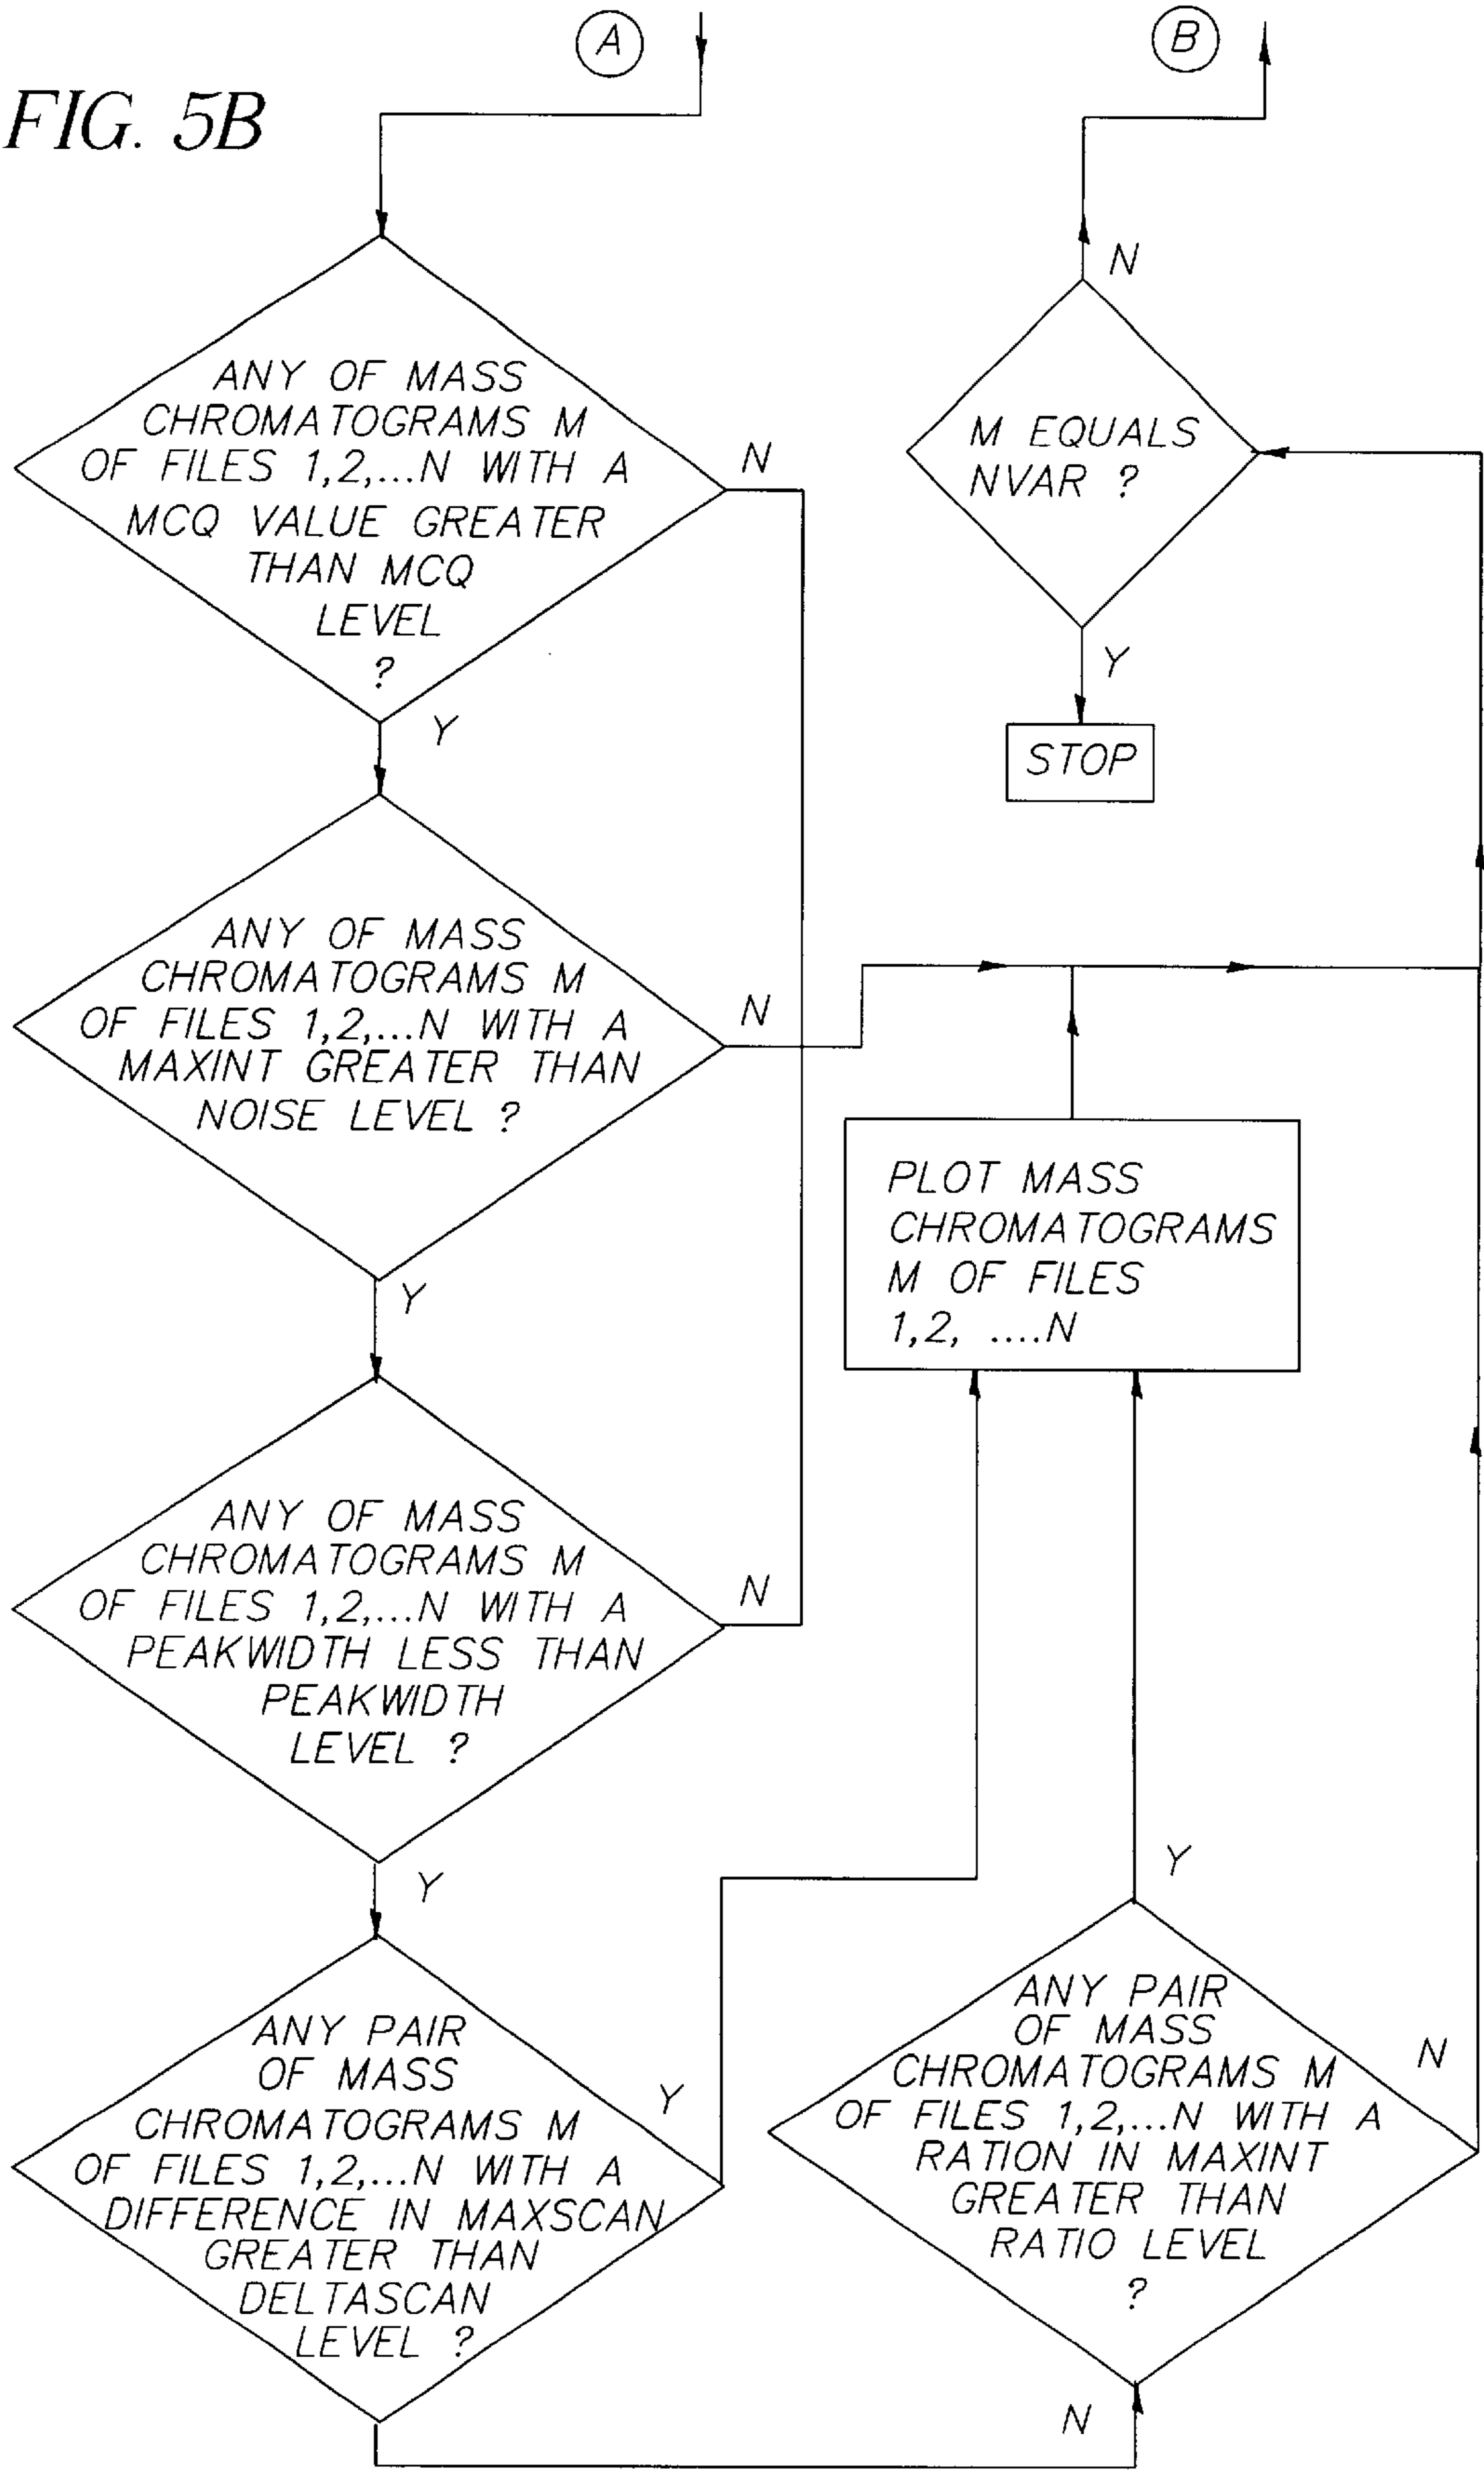 FIG. 5B
A
B
ANY OF MASS
CHROMATOGRAMS M
OF FILES 1,2,...N WITH A
MCQ VALUE GREATER
THAN MCQ
LEVEL
?
N
Y
ANY OF MASS
CHROMATOGRAMS M
OF FILES 1,2,...N WITH A
MAXINT GREATER THAN
NOISE LEVEL ?
N
Y
ANY OF MASS
CHROMATOGRAMS M
OF FILES 1,2,...N WITH A
PEAKWIDTH LESS THAN
PEAKWIDTH
LEVEL ?
N
Y
ANY PAIR
OF MASS
CHROMATOGRAMS M
OF FILES 1,2,...N WITH A
DIFFERENCE IN MAXSCAN
GREATER THAN
DELTASCAN
LEVEL ?
Y
N
ANY PAIR
OF MASS
CHROMATOGRAMS M
OF FILES 1,2,...N WITH A
RATION IN MAXINT
GREATER THAN
RATIO LEVEL
?
Y
N
PLOT MASS
CHROMATOGRAMS
M OF FILES
1,2, ....N
M EQUALS
NVAR ?
N
Y
STOP